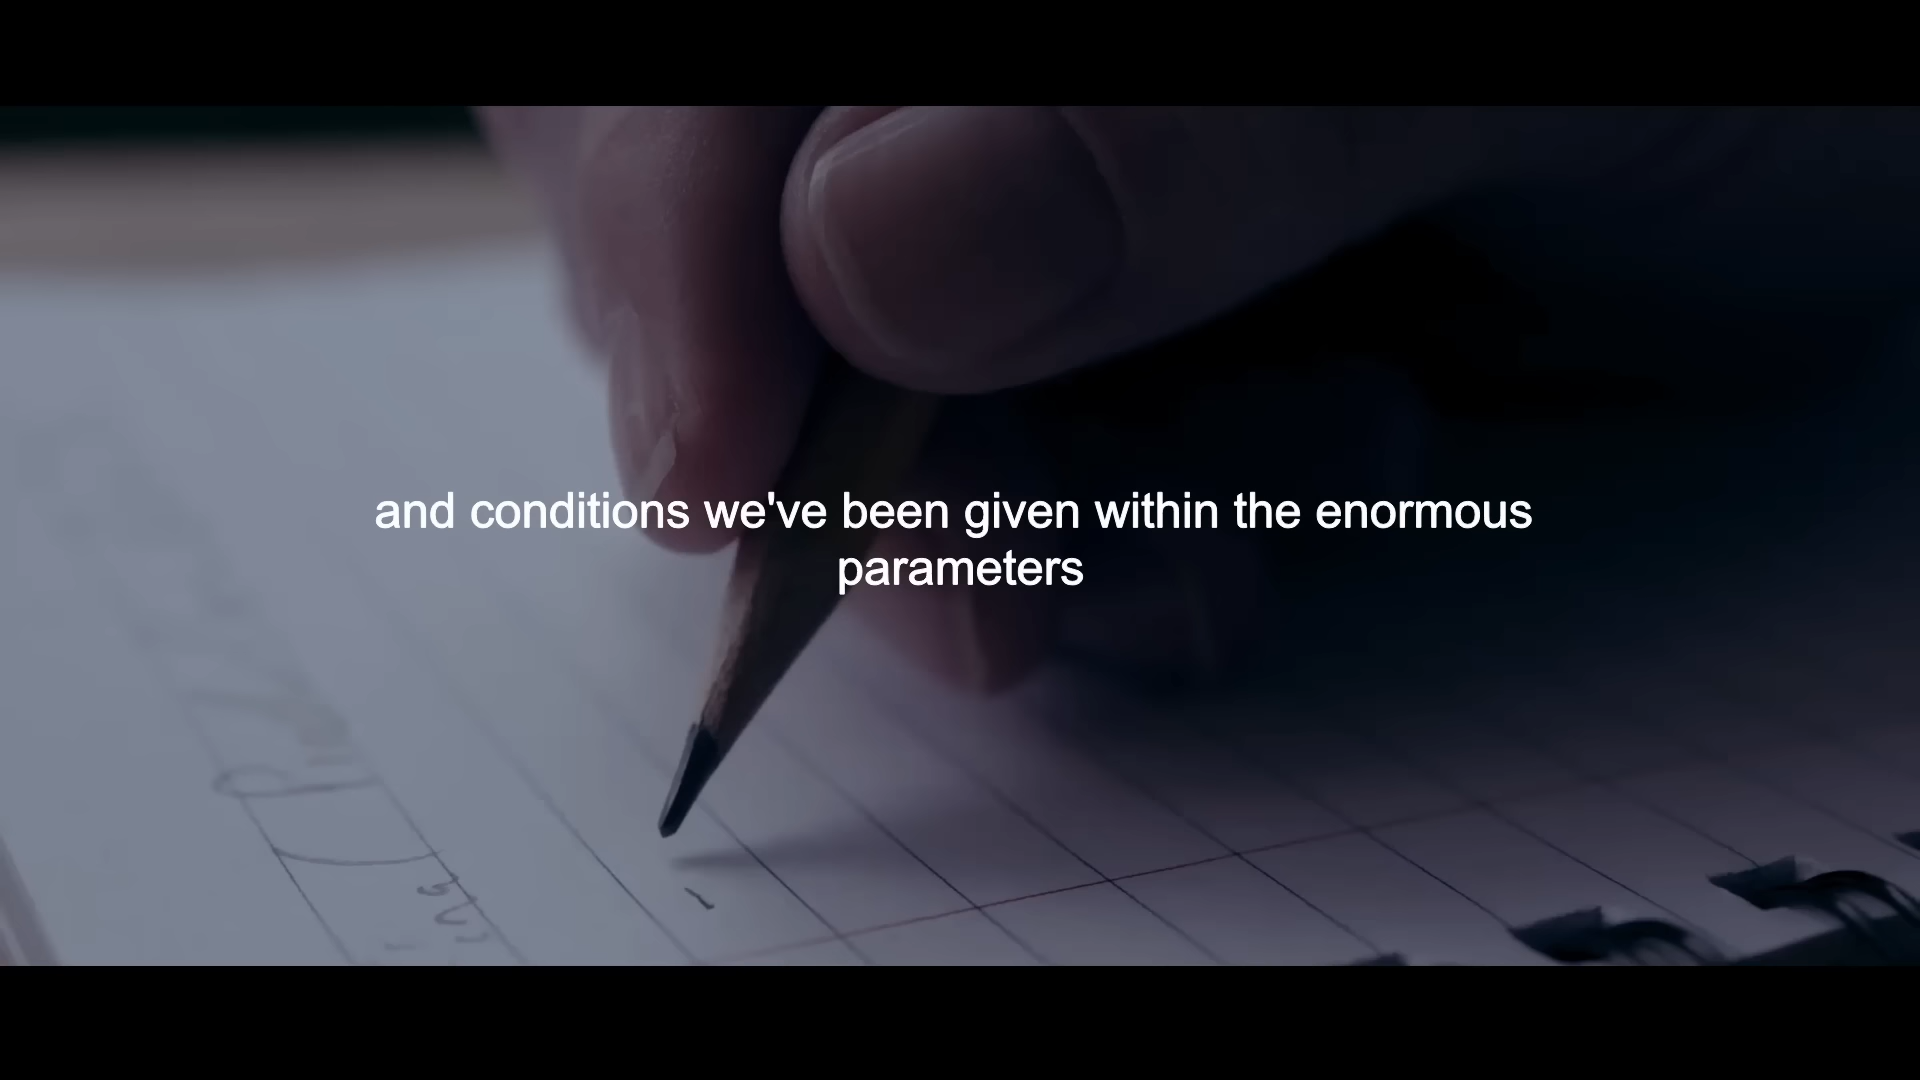 and conditions we've been given within the enormous
parameters